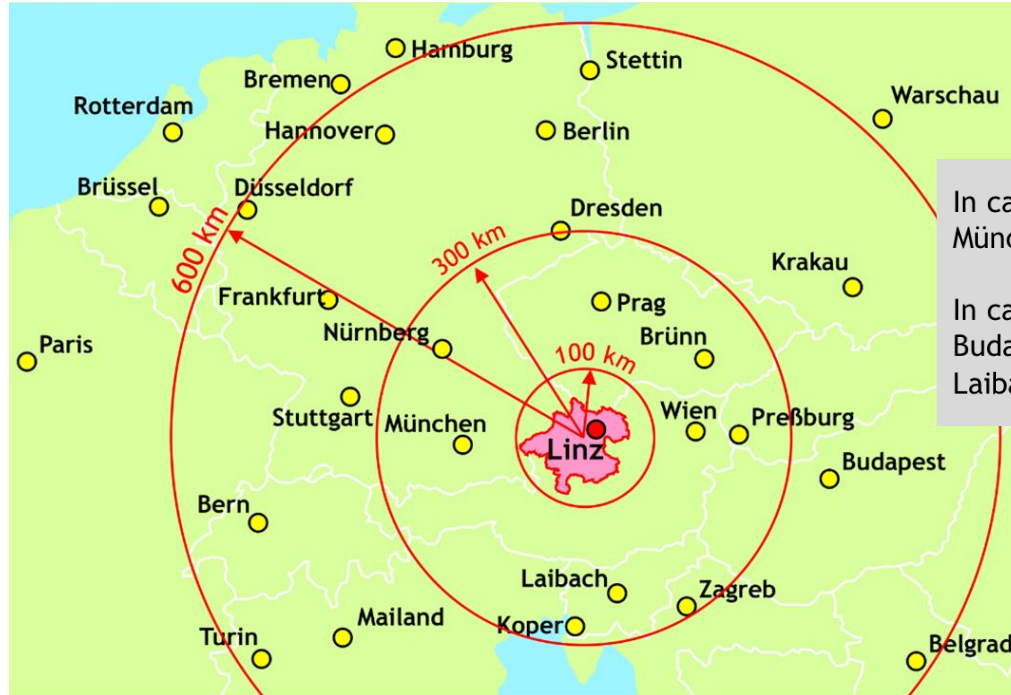 Hamburg
Stettin
Bremen
Warschau
Rotterdam
Hannover
Berlin
Brüssel
Düsseldorf
Dresden
600 km
300 km
Krakau
Frankfurt
Prag
Nürnberg
Brünn
Paris
100 km
Stuttgart
München
Wien
Preßburg
Linz
Budapest
Bern
Laibach
Zagreb
Mailand
Koper
Turin
Belgrad
In ca
Münc
In ca
Buda
Laiba